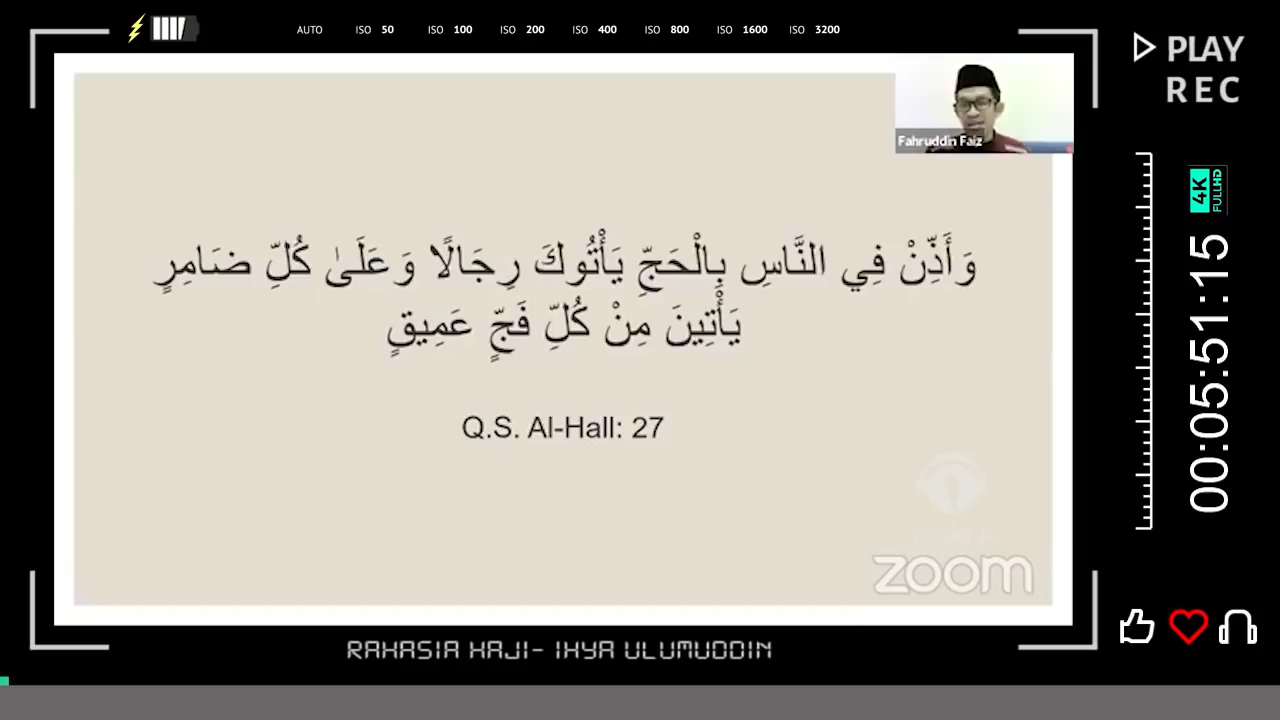 AUTO ISO 50 ISO 100 ISO 200 ISO 400 ISO 800 ISO 1600 ISO 3200
PLAY
REC
Fahruddin Faiz
4K
FULLHD
00:05:51:15
وَأَذِّنْ فِي النَّاسِ بِالْحَجِّ يَأْتُوكَ رِجَالًا وَعَلَىٰ كُلِّ ضَامِرٍ
يَأْتِينَ مِنْ كُلِّ فَجٍّ عَمِيقٍ
Q.S. Al-Hall: 27
zoom
RAHASIA HAJI- IHYA ULUMUDDIN